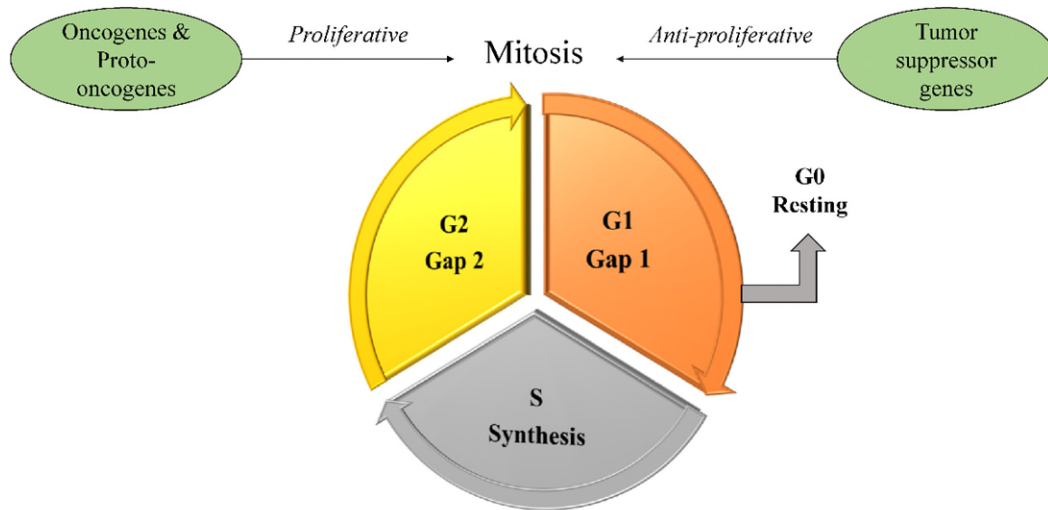 Oncogenes &
Proto-
oncogenes
Proliferative
Mitosis
Anti-proliferative
Tumor
suppressor
genes
G0
Resting
G2
Gap 2
G1
Gap 1
S
Synthesis